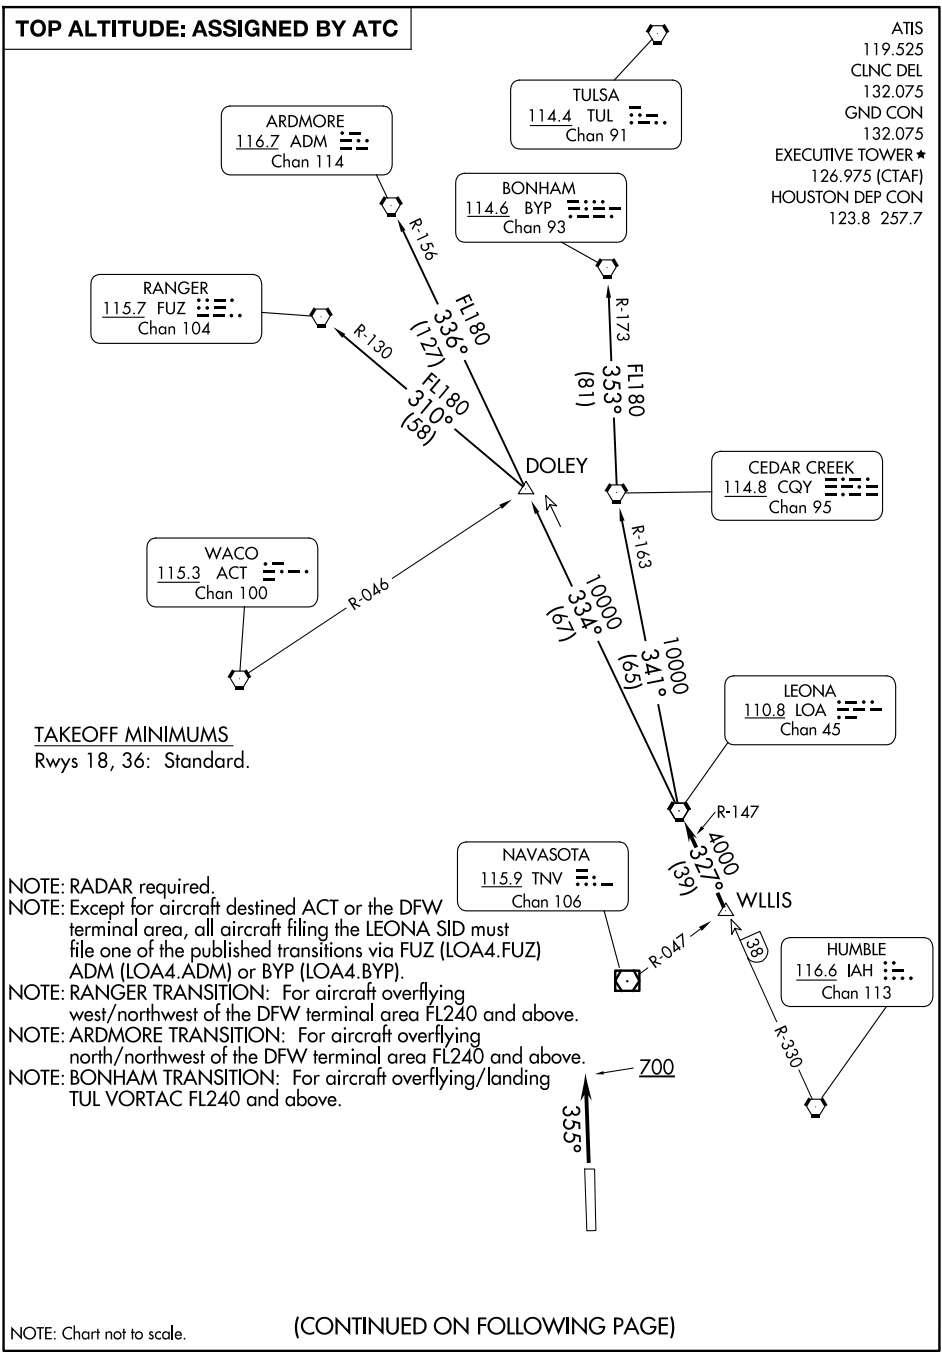 TOP ALTITUDE: ASSIGNED BY ATC
ATIS
119.525
CLNC DEL
132.075
GND CON
132.075
EXECUTIVE TOWER ★
126.975 (CTAF)
HOUSTON DEP CON
123.8 257.7
TULSA
114.4 TUL
Chan 91
ARDMORE
116.7 ADM
Chan 114
BONHAM
114.6 BYP
Chan 93
R-156
RANGER
115.7 FUZ
Chan 104
R-130
R-173
FL180
336°
(127)
FL180
310°
(58)
FL180
353°
(81)
DOLEY
CEDAR CREEK
114.8 CQY
Chan 95
WACO
115.3 ACT
Chan 100
R-046
R-163
10000
334°
(67)
10000
341°
(65)
LEONA
110.8 LOA
Chan 45
TAKEOFF MINIMUMS
Rwys 18, 36: Standard.
R-147
4000
327°
(39)
WLLIS
NAVASOTA
115.9 TNV
Chan 106
R-047
38
HUMBLE
116.6 IAH
Chan 113
R-330
NOTE: RADAR required.
NOTE: Except for aircraft destined ACT or the DFW
terminal area, all aircraft filing the LEONA SID must
file one of the published transitions via FUZ (LOA4.FUZ)
ADM (LOA4.ADM) or BYP (LOA4.BYP).
NOTE: RANGER TRANSITION: For aircraft overflying
west/northwest of the DFW terminal area FL240 and above.
NOTE: ARDMORE TRANSITION: For aircraft overflying
north/northwest of the DFW terminal area FL240 and above.
NOTE: BONHAM TRANSITION: For aircraft overflying/landing
TUL VORTAC FL240 and above.
700
355°
NOTE: Chart not to scale.
(CONTINUED ON FOLLOWING PAGE)